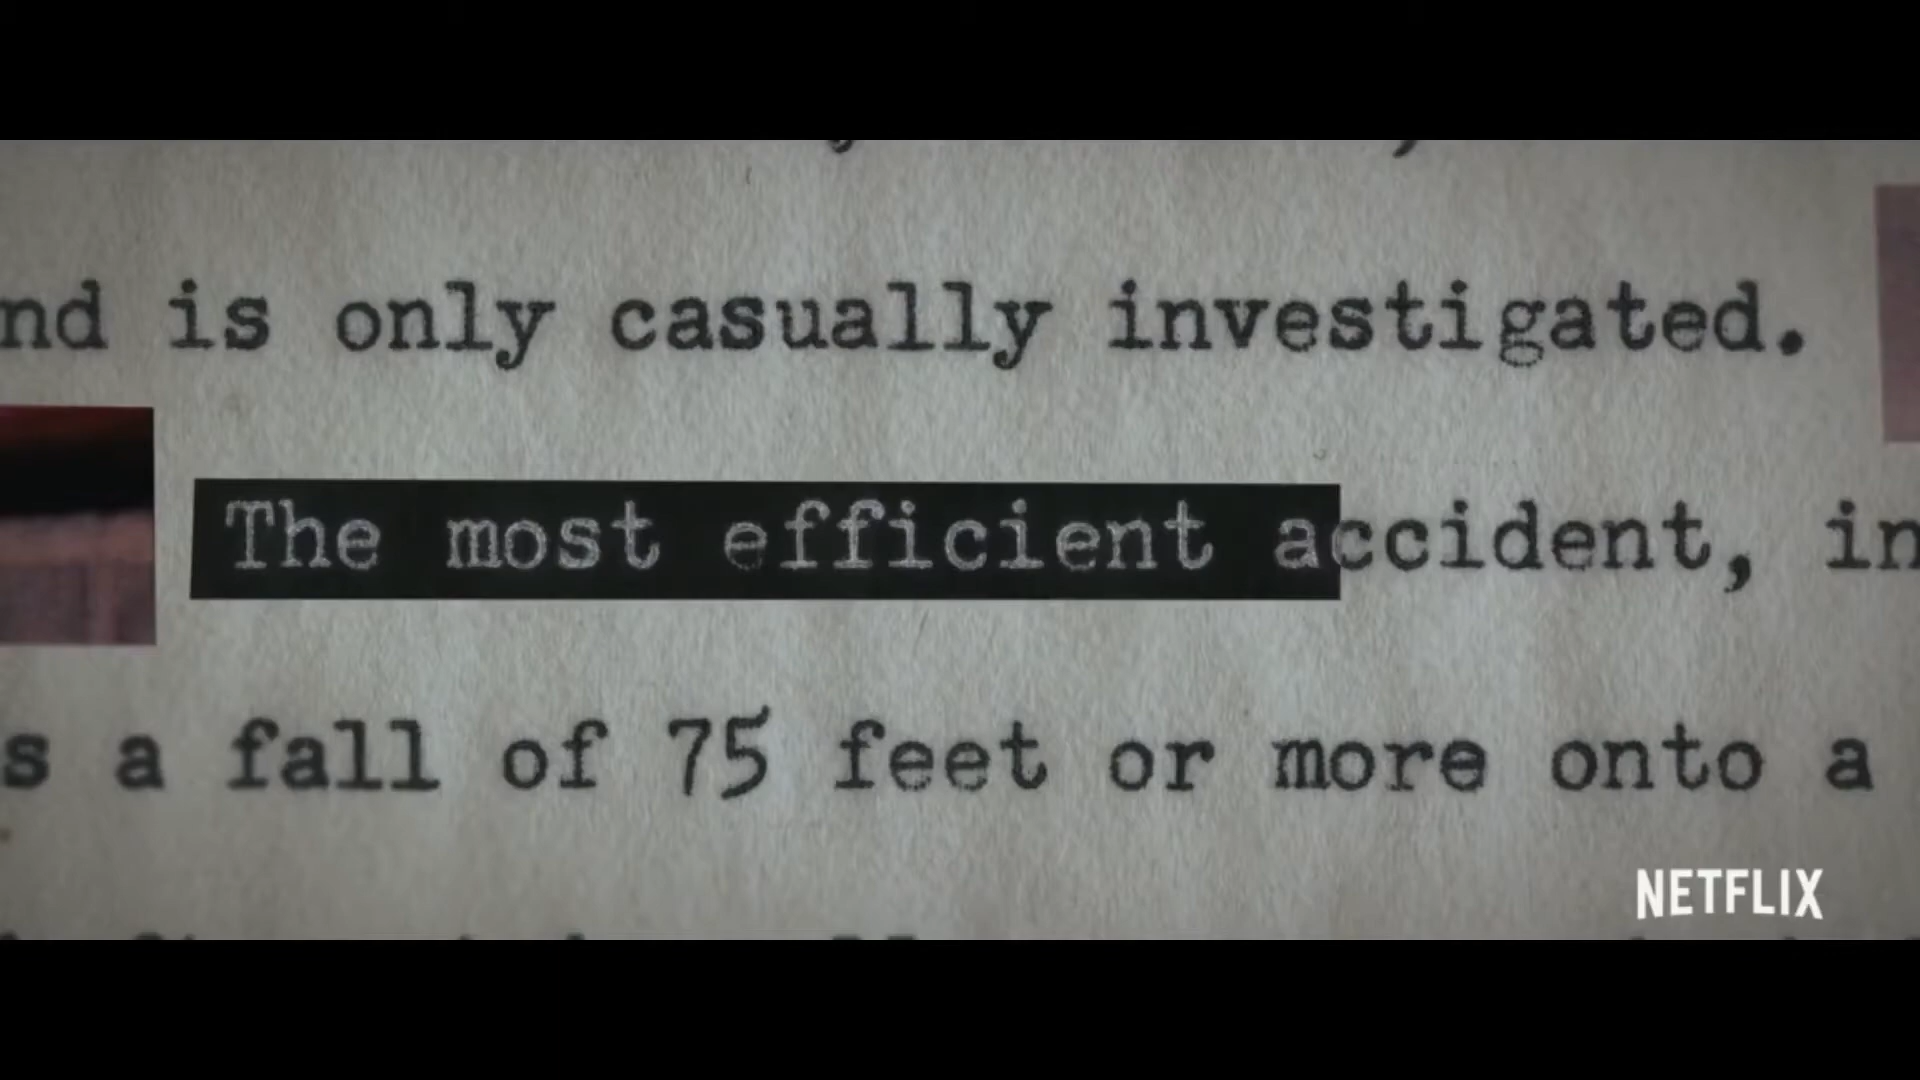 nd is only casually investigated.
The most efficient accident, in
s a fall of 75 feet or more onto a
NETFLIX